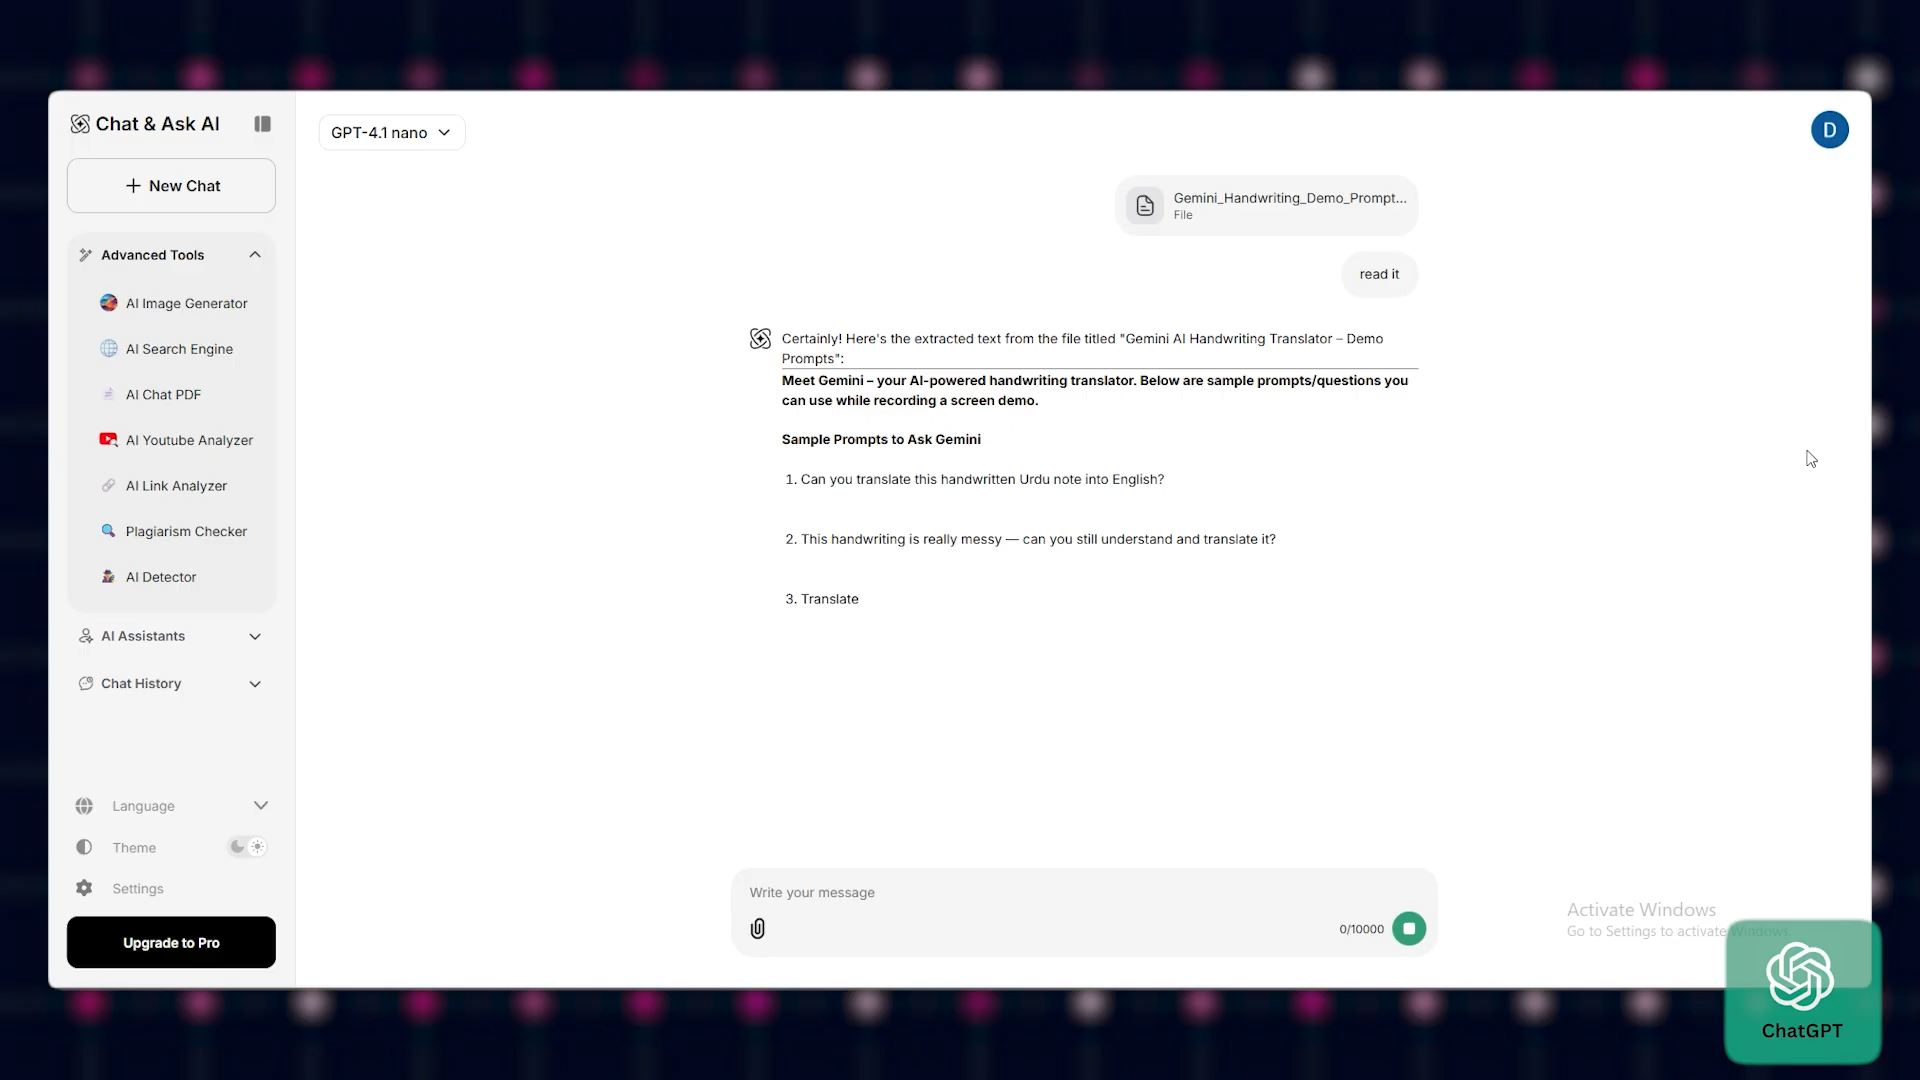 Chat & Ask AI
New Chat
Advanced Tools
AI Image Generator
AI Search Engine
AI Chat PDF
AI Youtube Analyzer
AI Link Analyzer
Plagiarism Checker
AI Detector
AI Assistants
Chat History
Language
Theme
Settings
Upgrade to Pro
GPT-4.1 nano
D
Gemini_Handwriting_Demo_Prompt...
File
read it
Certainly! Here's the extracted text from the file titled "Gemini AI Handwriting Translator – Demo
Prompts":
Meet Gemini – your AI-powered handwriting translator. Below are sample prompts/questions you
can use while recording a screen demo.
Sample Prompts to Ask Gemini
1. Can you translate this handwritten Urdu note into English?
2. This handwriting is really messy — can you still understand and translate it?
3. Translate
Write your message
0/10000
Activate Windows
Go to Settings to activate Windows.
ChatGPT